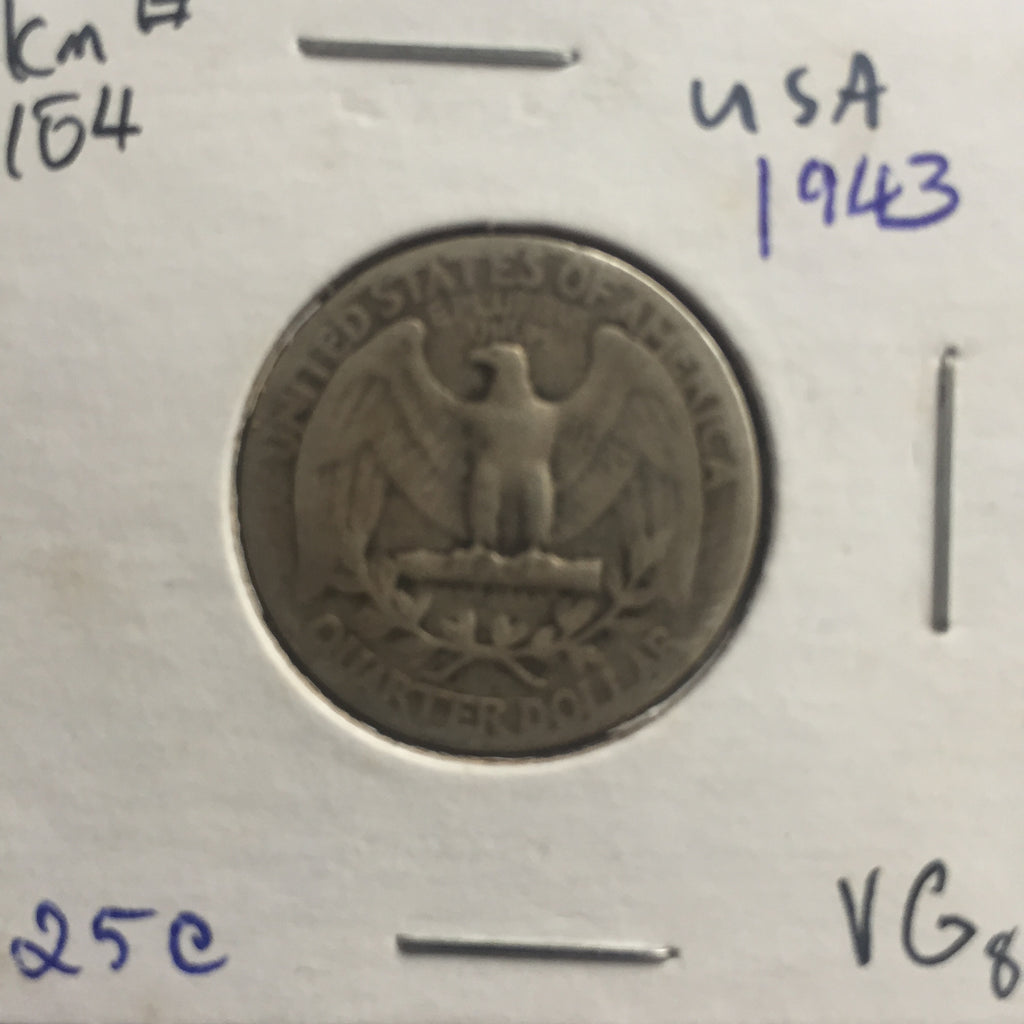 Km #
164
USA
1943
UNITED STATES OF AMERICA
QUARTER DOLLAR
25c
VG8